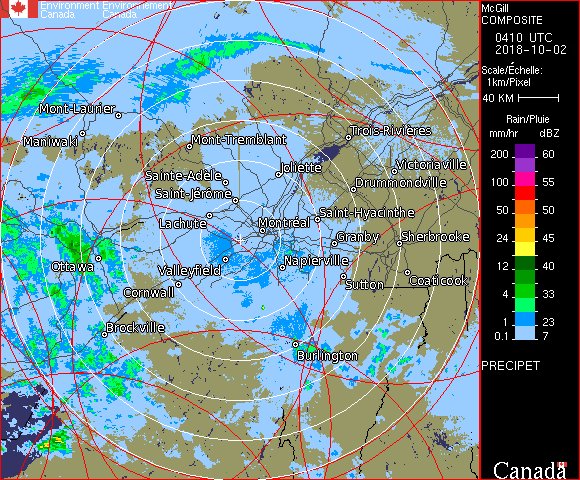 Environment Environnement
Canada Canada
McGill
COMPOSITE
0410 UTC
2018-10-02
Scale/Échelle:
1km/Pixel
40 KM
Rain/Pluie
mm/hr dBZ
200 60
100 55
50 50
24 45
12 40
4 33
1 23
0.1 7
PRECIPET
Canada
Mont-Laurier
Maniwaki
Mont-Tremblant
Trois-Rivières
Joliette
Victoriaville
Sainte-Adèle
Drummondville
Saint-Jérôme
Saint-Hyacinthe
Lachute
Montréal
Granby
Sherbrooke
Ottawa
Valleyfield
Napierville
Sutton
Coaticook
Cornwall
Brockville
Burlington